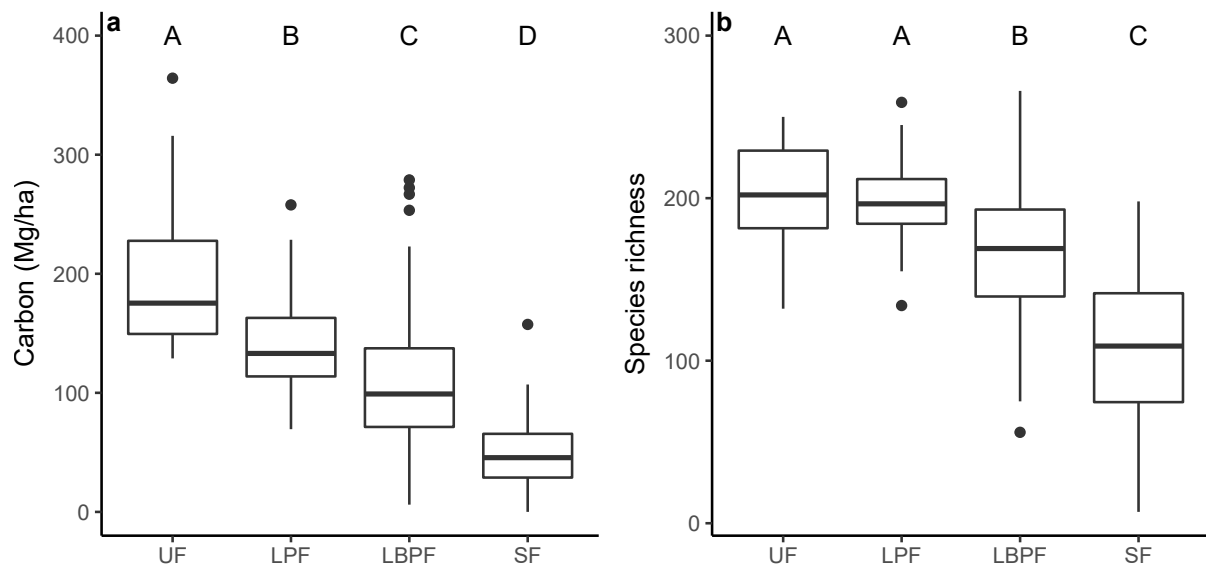 a
A B C D
400
300
200
100
0
Carbon (Mg/ha)
UF LPF LBPF SF
b
A A B C
300
200
100
0
Species richness
UF LPF LBPF SF